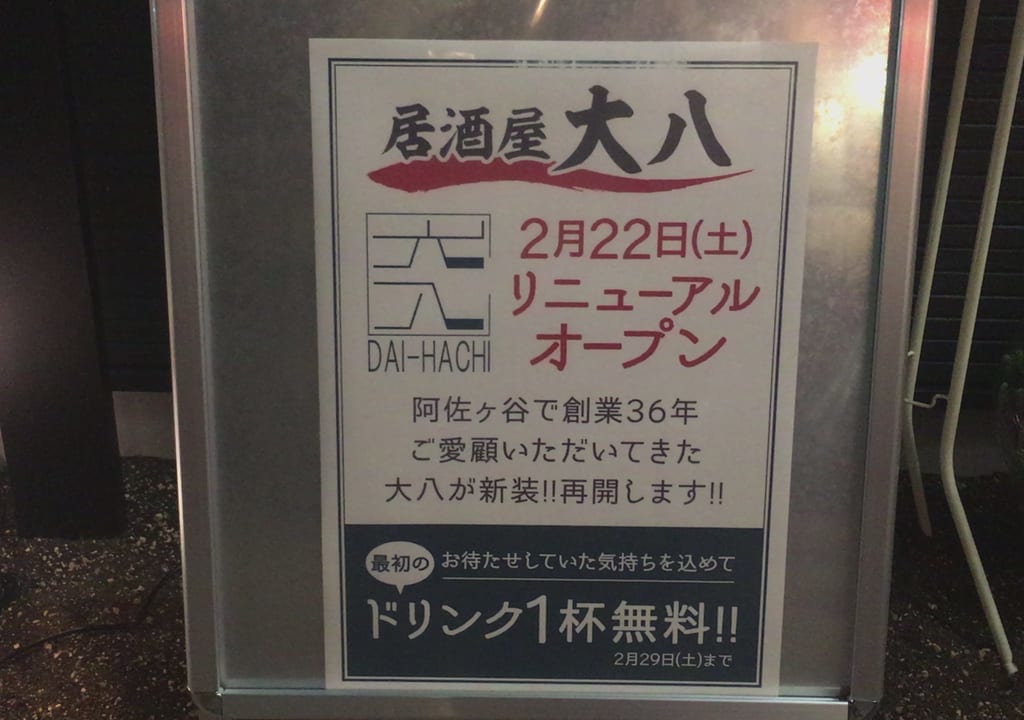 居酒屋 大八
DAI-HACHI
2月22日(土)
リニューアル
オープン
阿佐ヶ谷で創業36年
ご愛顧いただいてきた
大八が新装!!再開します!!
最初の
お待たせしていた気持ちを込めて
ドリンク1杯無料!!
2月29日(土)まで